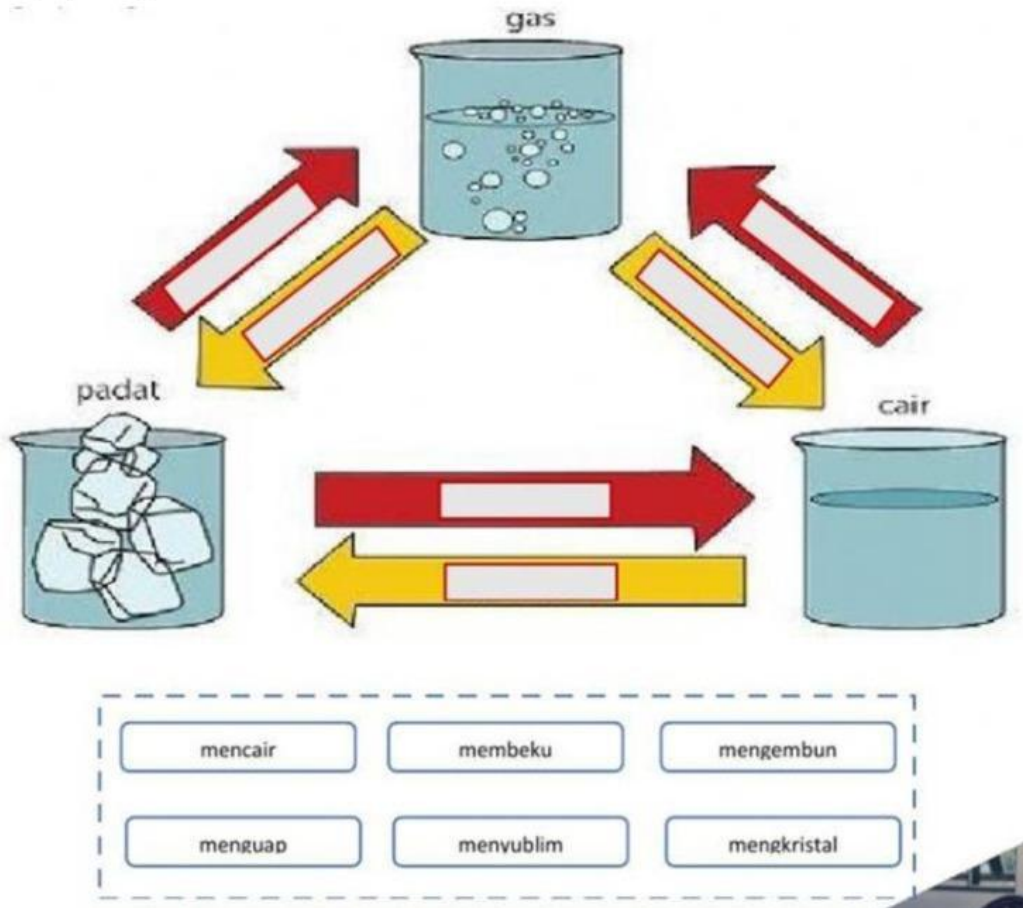 gas
padat
cair
mencair
membeku
mengembun
menguap
menyublim
mengkristal